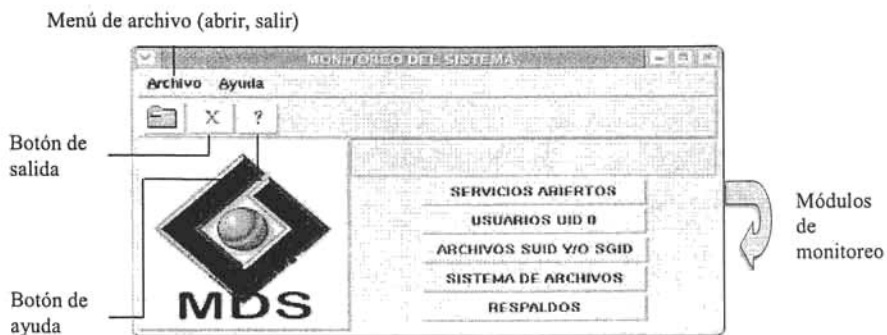 Menú de archivo (abrir, salir)
MONITOREO DEL SISTEMA
Archivo Ayuda
X ?
Botón de
salida
SERVICIOS ABIERTOS
USUARIOS UID 0
ARCHIVOS SUID Y/O SGID
SISTEMA DE ARCHIVOS
RESPALDOS
Módulos
de
monitoreo
MDS
Botón de
ayuda